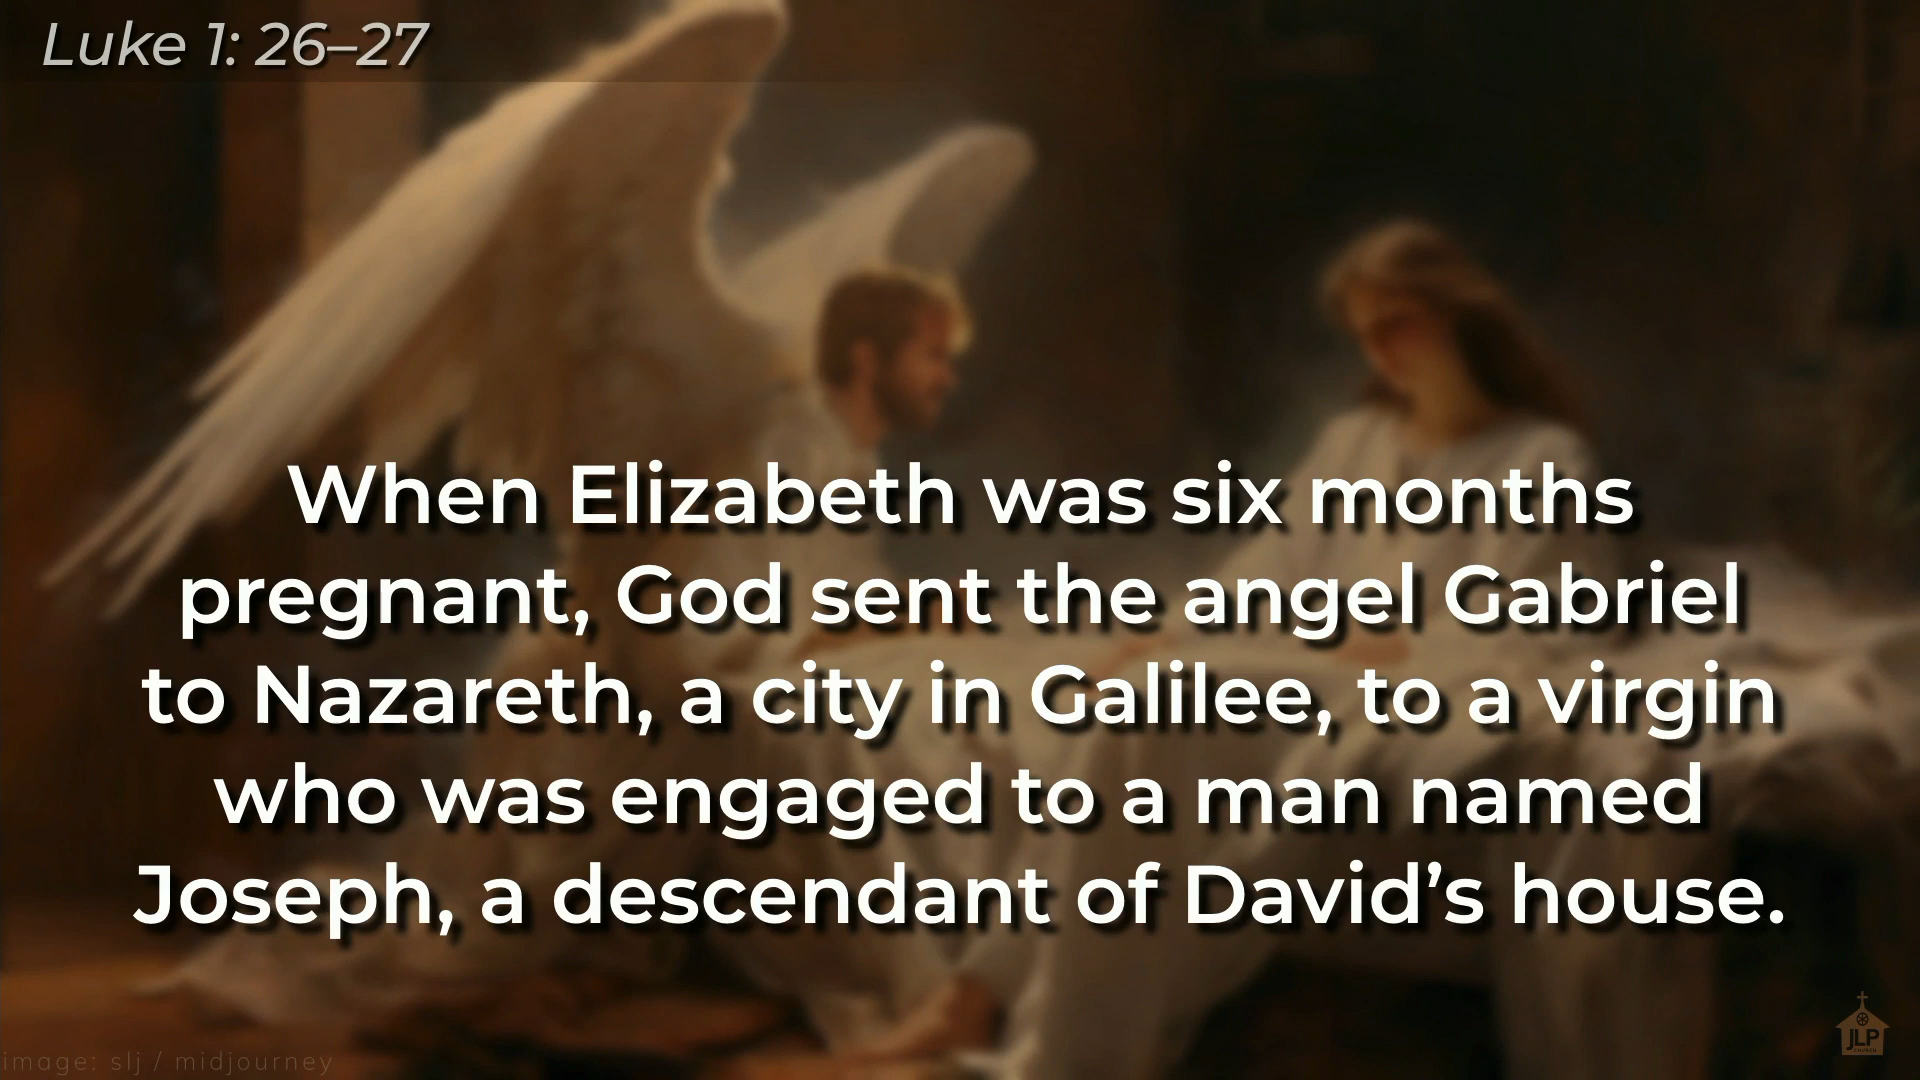 Luke 1: 26–27
When Elizabeth was six months
pregnant, God sent the angel Gabriel
to Nazareth, a city in Galilee, to a virgin
who was engaged to a man named
Joseph, a descendant of David’s house.
image: slj / midjourney
JLP
CHURCH